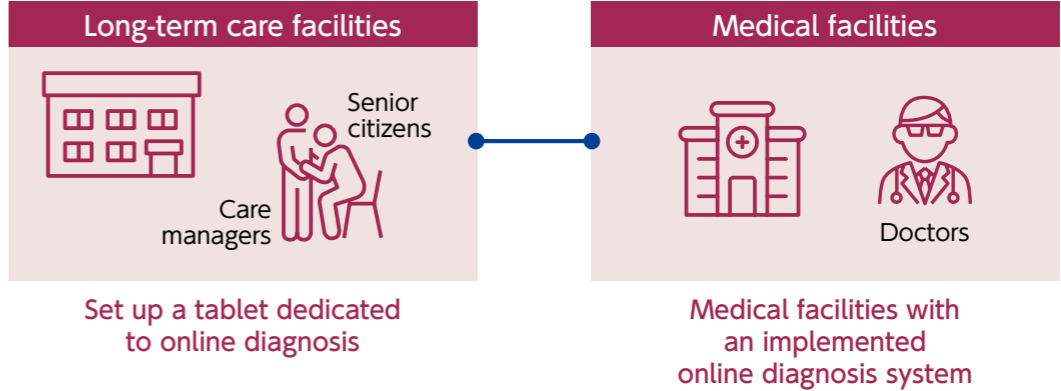 Long-term care facilities
Senior
citizens
Care
managers
Set up a tablet dedicated
to online diagnosis
Medical facilities
Doctors
Medical facilities with
an implemented
online diagnosis system